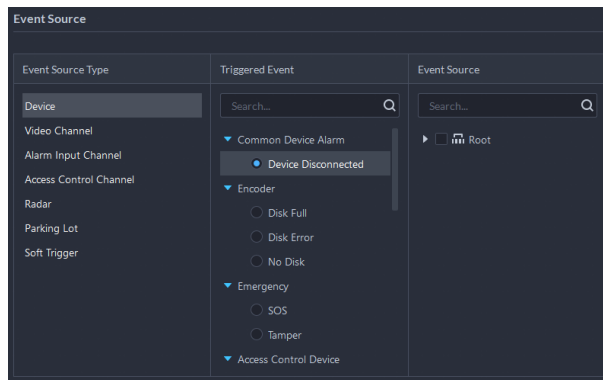 Event Source
Event Source Type
Triggered Event
Event Source
Device
Video Channel
Alarm Input Channel
Access Control Channel
Radar
Parking Lot
Soft Trigger
Search...
Common Device Alarm
Device Disconnected
Encoder
Disk Full
Disk Error
No Disk
Emergency
SOS
Tamper
Access Control Device
Search...
Root